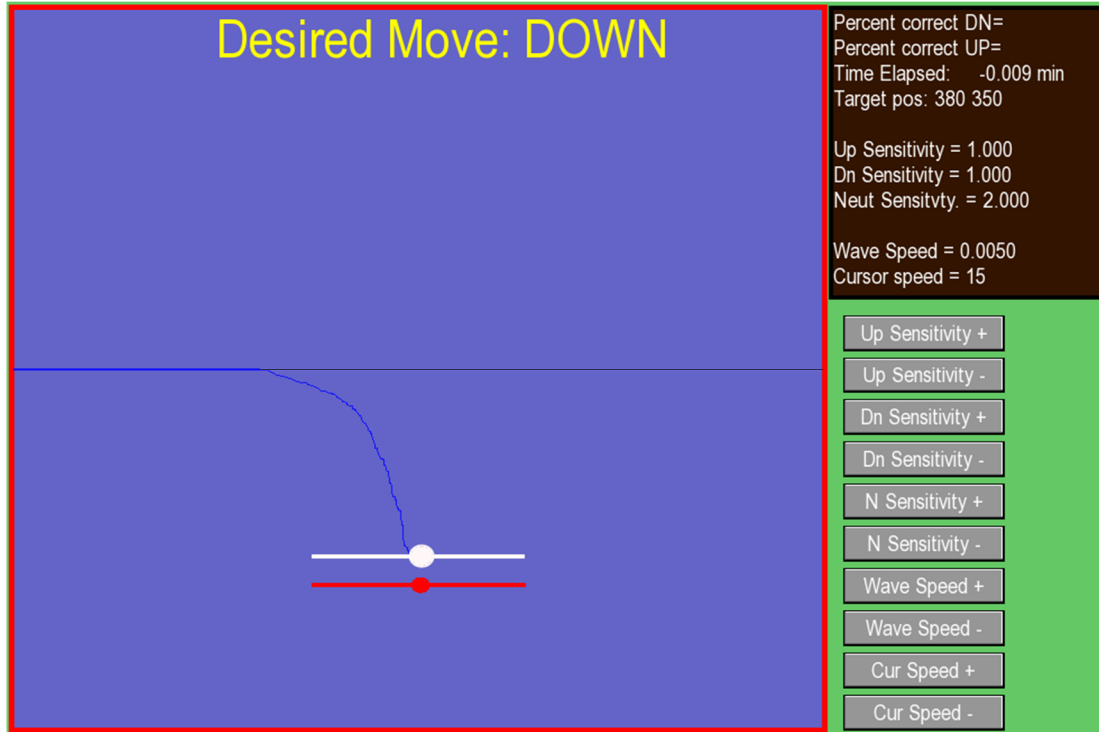 Desired Move: DOWN
Percent correct DN=
Percent correct UP=
Time Elapsed: -0.009 min
Target pos: 380 350
Up Sensitivity = 1.000
Dn Sensitivity = 1.000
Neut Sensitvty. = 2.000
Wave Speed = 0.0050
Cursor speed = 15
Up Sensitivity +
Up Sensitivity -
Dn Sensitivity +
Dn Sensitivity -
N Sensitivity +
N Sensitivity -
Wave Speed +
Wave Speed -
Cur Speed +
Cur Speed -